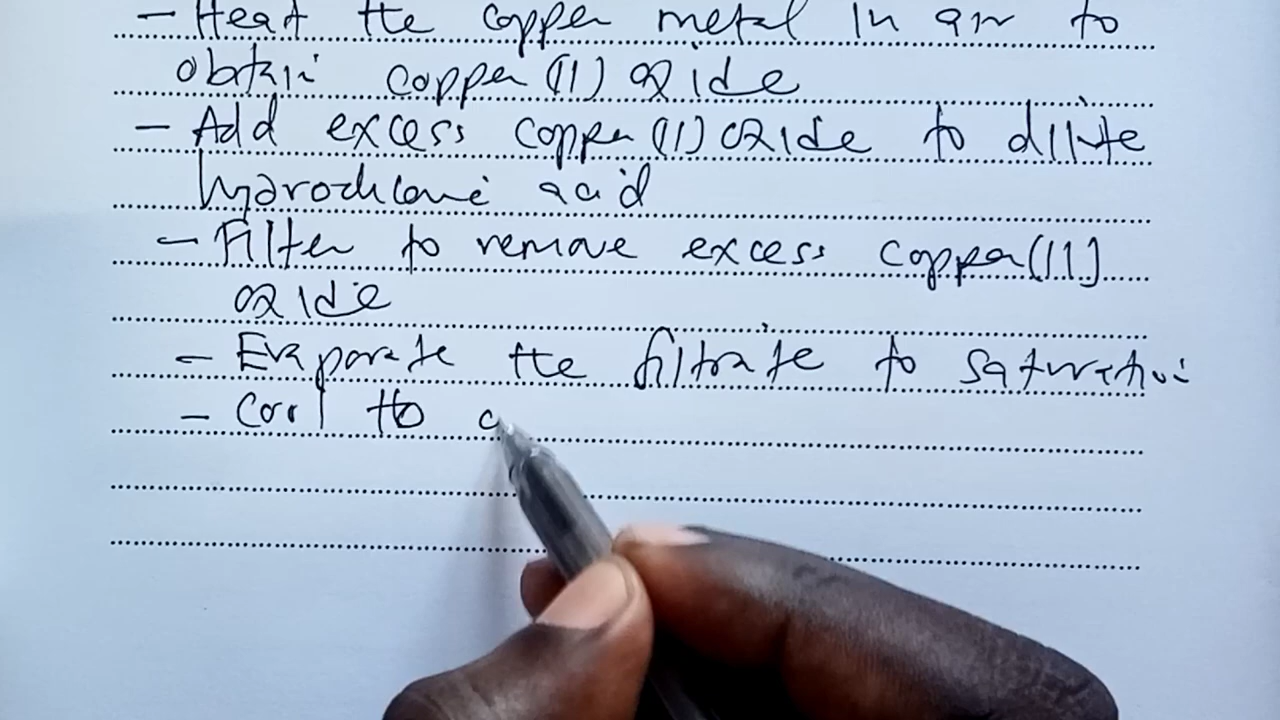 - Heat the copper metal in air to
obtain copper (II) oxide
- Add excess copper (II) oxide to dilute
hydrochloric acid
- Filter to remove excess copper (II)
oxide
- Evaporate the filtrate to saturation
- Cool to